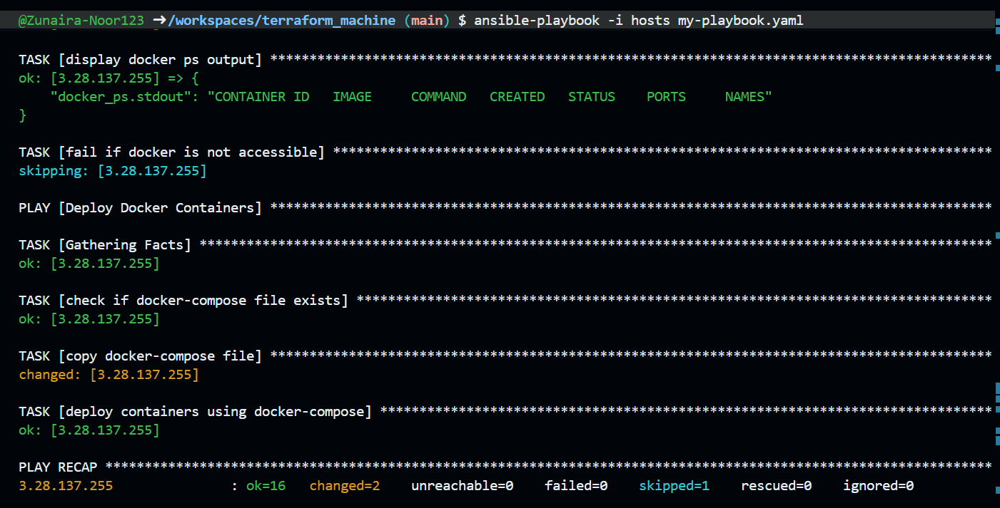 @Zunaira-Noor123 ➜/workspaces/terraform_machine (main) $ ansible-playbook -i hosts my-playbook.yaml
TASK [display docker ps output] ********************************************************************************************
ok: [3.28.137.255] => {
    "docker_ps.stdout": "CONTAINER ID   IMAGE     COMMAND   CREATED   STATUS    PORTS     NAMES"
}
TASK [fail if docker is not accessible] ************************************************************************************
skipping: [3.28.137.255]
PLAY [Deploy Docker Containers] ********************************************************************************************
TASK [Gathering Facts] *****************************************************************************************************
ok: [3.28.137.255]
TASK [check if docker-compose file exists] *********************************************************************************
ok: [3.28.137.255]
TASK [copy docker-compose file] ********************************************************************************************
changed: [3.28.137.255]
TASK [deploy containers using docker-compose] ******************************************************************************
ok: [3.28.137.255]
PLAY RECAP *****************************************************************************************************************
3.28.137.255               : ok=16   changed=2    unreachable=0    failed=0    skipped=1    rescued=0    ignored=0